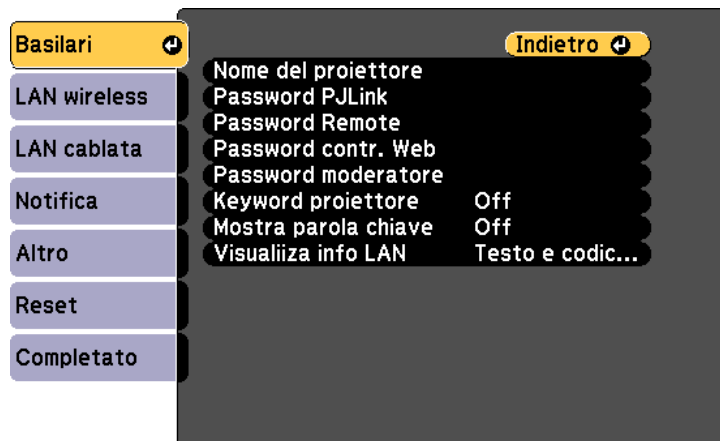 Basilari
LAN wireless
LAN cablata
Notifica
Altro
Reset
Completato
Indietro
Nome del proiettore
Password PJLink
Password Remote
Password contr. Web
Password moderatore
Keyword proiettore Off
Mostra parola chiave Off
Visualiiza info LAN Testo e codic...